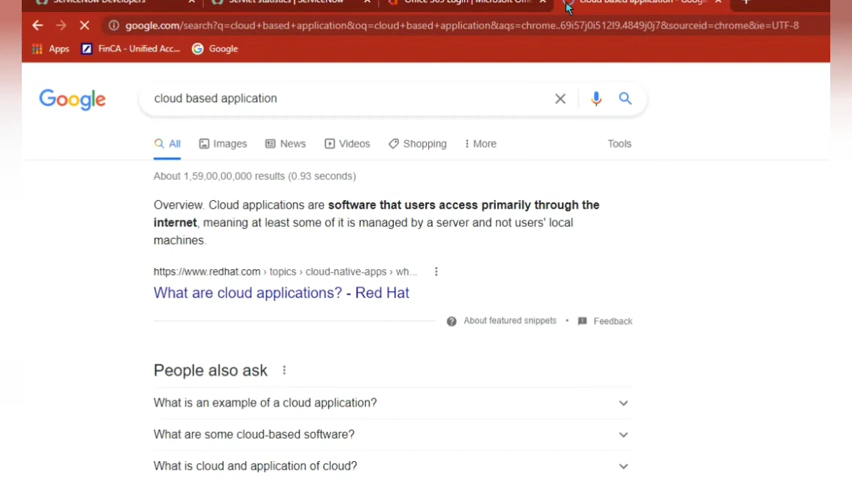 ServiceNow Developers
Servlet statistics | ServiceNow
Office 365 Login | Microsoft
cloud based application - Goog
google.com/search?q=cloud+based+application&oq=cloud+based+application&aqs=chrome..69i57j0i512l9.4849j0j7&sourceid=chrome&ie=UTF-8
Apps
FinCA - Unified Acc...
Google
Google
cloud based application
All
Images
News
Videos
Shopping
More
Tools
About 1,59,00,00,000 results (0.93 seconds)
Overview. Cloud applications are software that users access primarily through the
internet, meaning at least some of it is managed by a server and not users' local
machines.
https://www.redhat.com › topics › cloud-native-apps › wh...
What are cloud applications? - Red Hat
About featured snippets
Feedback
People also ask
What is an example of a cloud application?
What are some cloud-based software?
What is cloud and application of cloud?